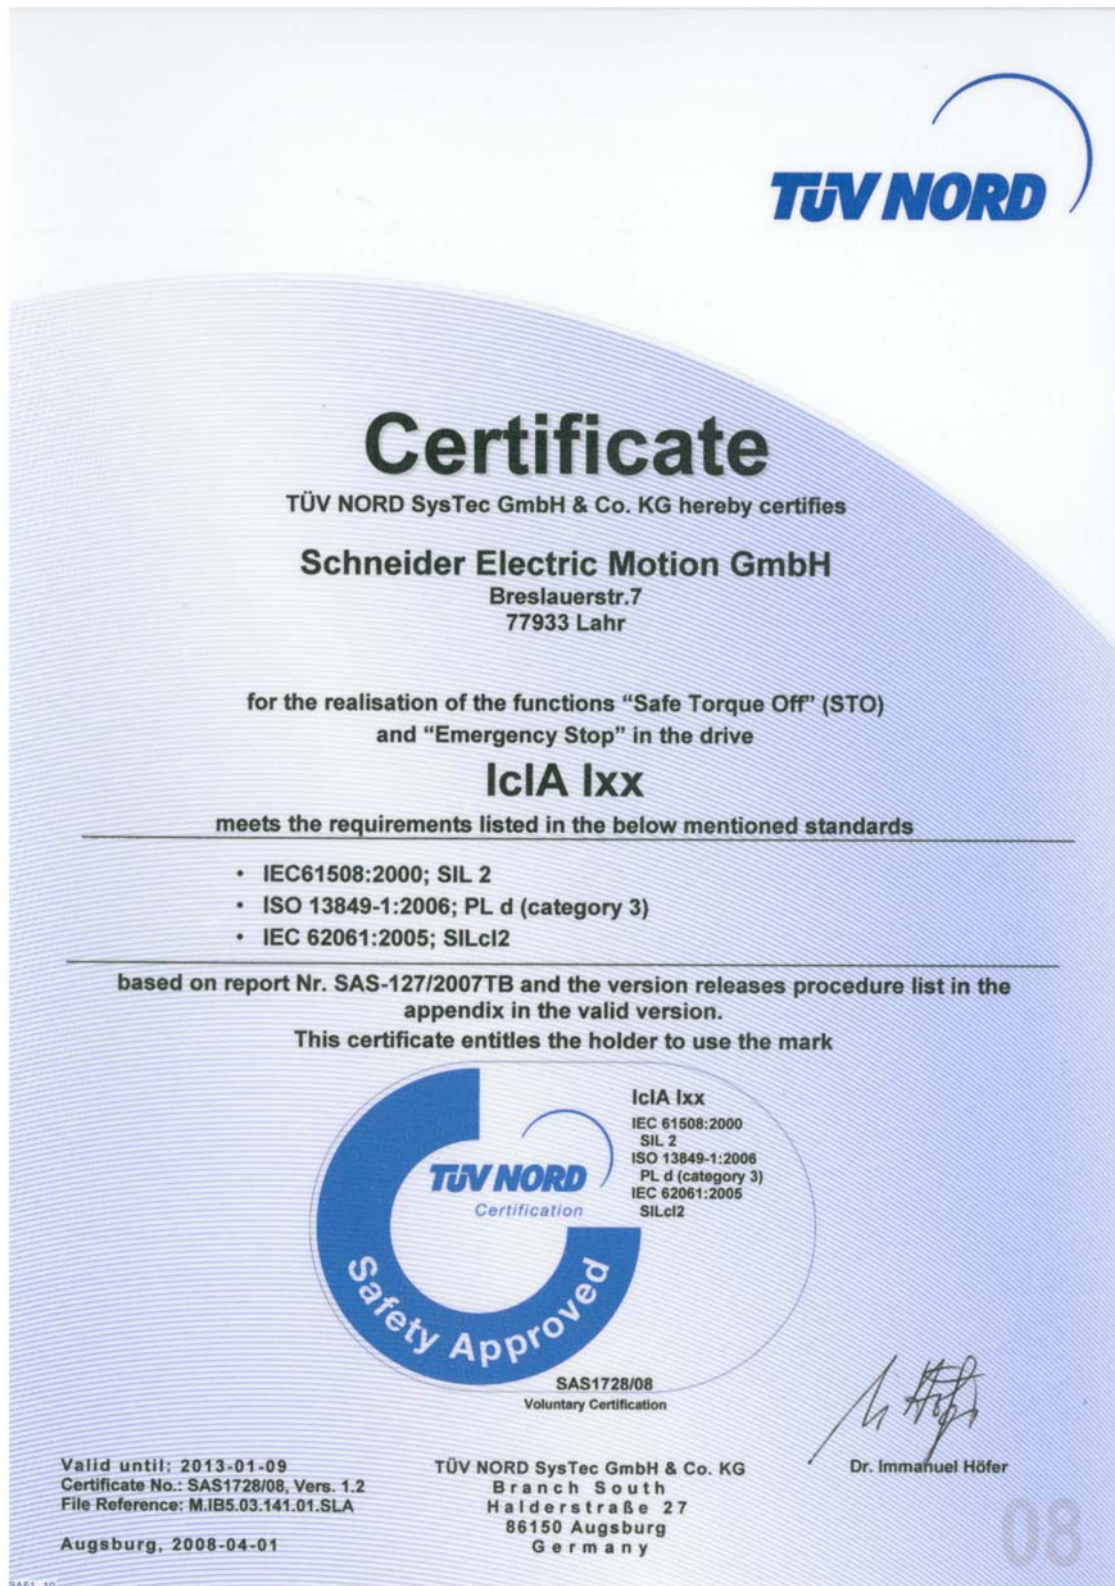 TÜV NORD
Certificate
TÜV NORD SysTec GmbH & Co. KG hereby certifies
Schneider Electric Motion GmbH
Breslauerstr.7
77933 Lahr
for the realisation of the functions “Safe Torque Off” (STO)
and “Emergency Stop” in the drive
IclA Ixx
meets the requirements listed in the below mentioned standards
• IEC61508:2000; SIL 2
• ISO 13849-1:2006; PL d (category 3)
• IEC 62061:2005; SILcl2
based on report Nr. SAS-127/2007TB and the version releases procedure list in the
appendix in the valid version.
This certificate entitles the holder to use the mark
IclA Ixx
IEC 61508:2000
SIL 2
ISO 13849-1:2006
PL d (category 3)
IEC 62061:2005
SILcl2
TÜV NORD
Certification
Safety Approved
SAS1728/08
Voluntary Certification
Valid until: 2013-01-09
Certificate No.: SAS1728/08, Vers. 1.2
File Reference: M.IB5.03.141.01.SLA
Augsburg, 2008-04-01
TÜV NORD SysTec GmbH & Co. KG
Branch South
Halderstraße 27
86150 Augsburg
Germany
Dr. Immanuel Höfer
08